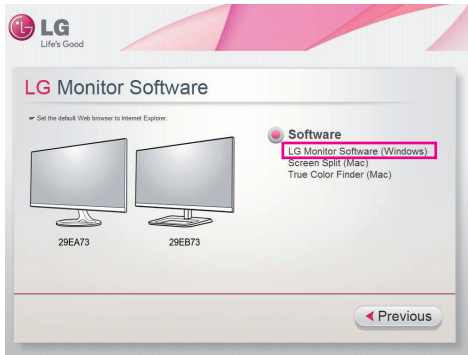 LG
Life's Good
LG Monitor Software
☞ Set the default Web browser to Internet Explorer.
Software
LG Monitor Software (Windows)
Screen Split (Mac)
True Color Finder (Mac)
29EA73
29EB73
Previous